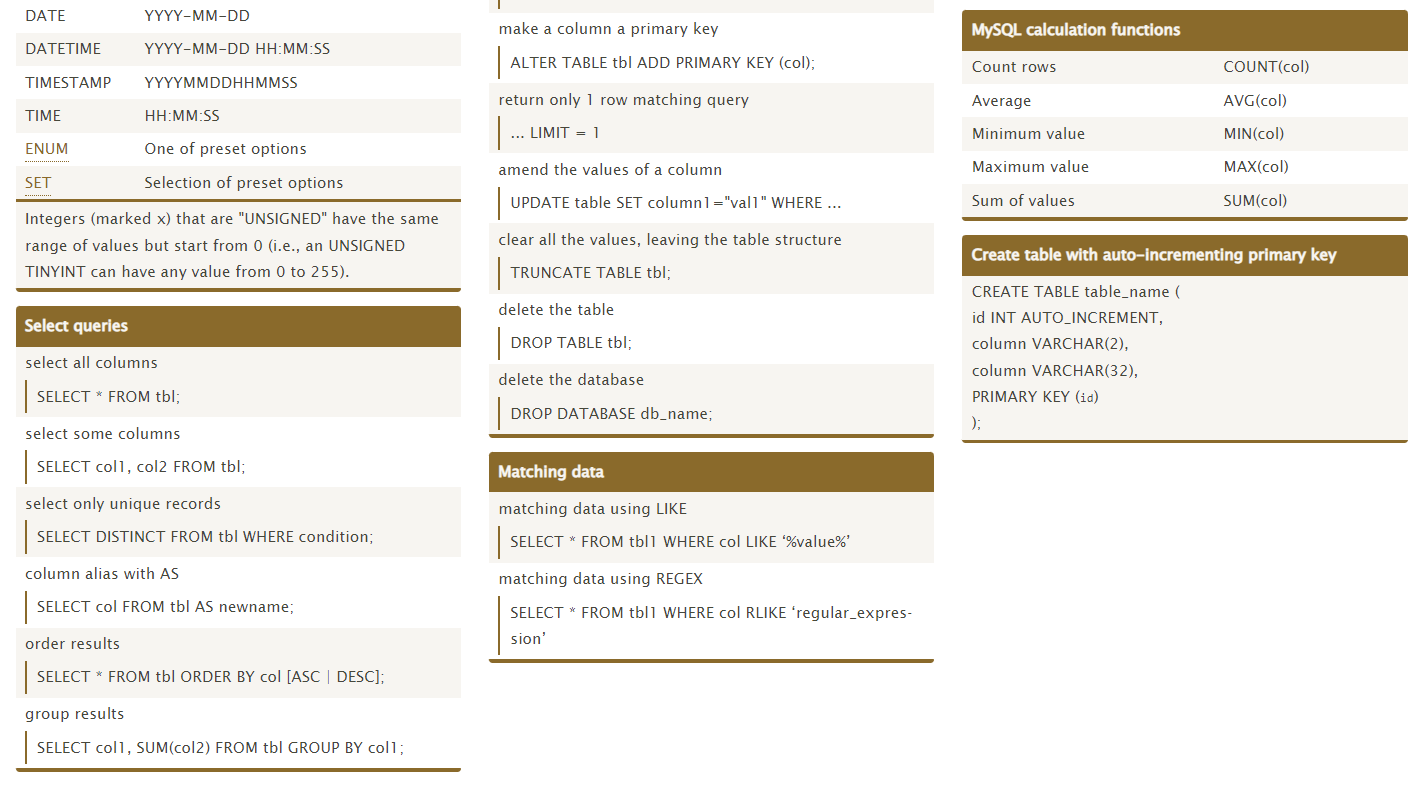 DATE YYYY-MM-DD
DATETIME YYYY-MM-DD HH:MM:SS
TIMESTAMP YYYYMMDDHHMMSS
TIME HH:MM:SS
ENUM One of preset options
SET Selection of preset options
Integers (marked x) that are "UNSIGNED" have the same
range of values but start from 0 (i.e., an UNSIGNED
TINYINT can have any value from 0 to 255).
Select queries
select all columns
SELECT * FROM tbl;
select some columns
SELECT col1, col2 FROM tbl;
select only unique records
SELECT DISTINCT FROM tbl WHERE condition;
column alias with AS
SELECT col FROM tbl AS newname;
order results
SELECT * FROM tbl ORDER BY col [ASC | DESC];
group results
SELECT col1, SUM(col2) FROM tbl GROUP BY col1;
make a column a primary key
ALTER TABLE tbl ADD PRIMARY KEY (col);
return only 1 row matching query
... LIMIT = 1
amend the values of a column
UPDATE table SET column1="val1" WHERE ...
clear all the values, leaving the table structure
TRUNCATE TABLE tbl;
delete the table
DROP TABLE tbl;
delete the database
DROP DATABASE db_name;
Matching data
matching data using LIKE
SELECT * FROM tbl1 WHERE col LIKE ‘%value%’
matching data using REGEX
SELECT * FROM tbl1 WHERE col RLIKE ‘regular_expres-
sion’
MySQL calculation functions
Count rows COUNT(col)
Average AVG(col)
Minimum value MIN(col)
Maximum value MAX(col)
Sum of values SUM(col)
Create table with auto-incrementing primary key
CREATE TABLE table_name (
id INT AUTO_INCREMENT,
column VARCHAR(2),
column VARCHAR(32),
PRIMARY KEY (id)
);